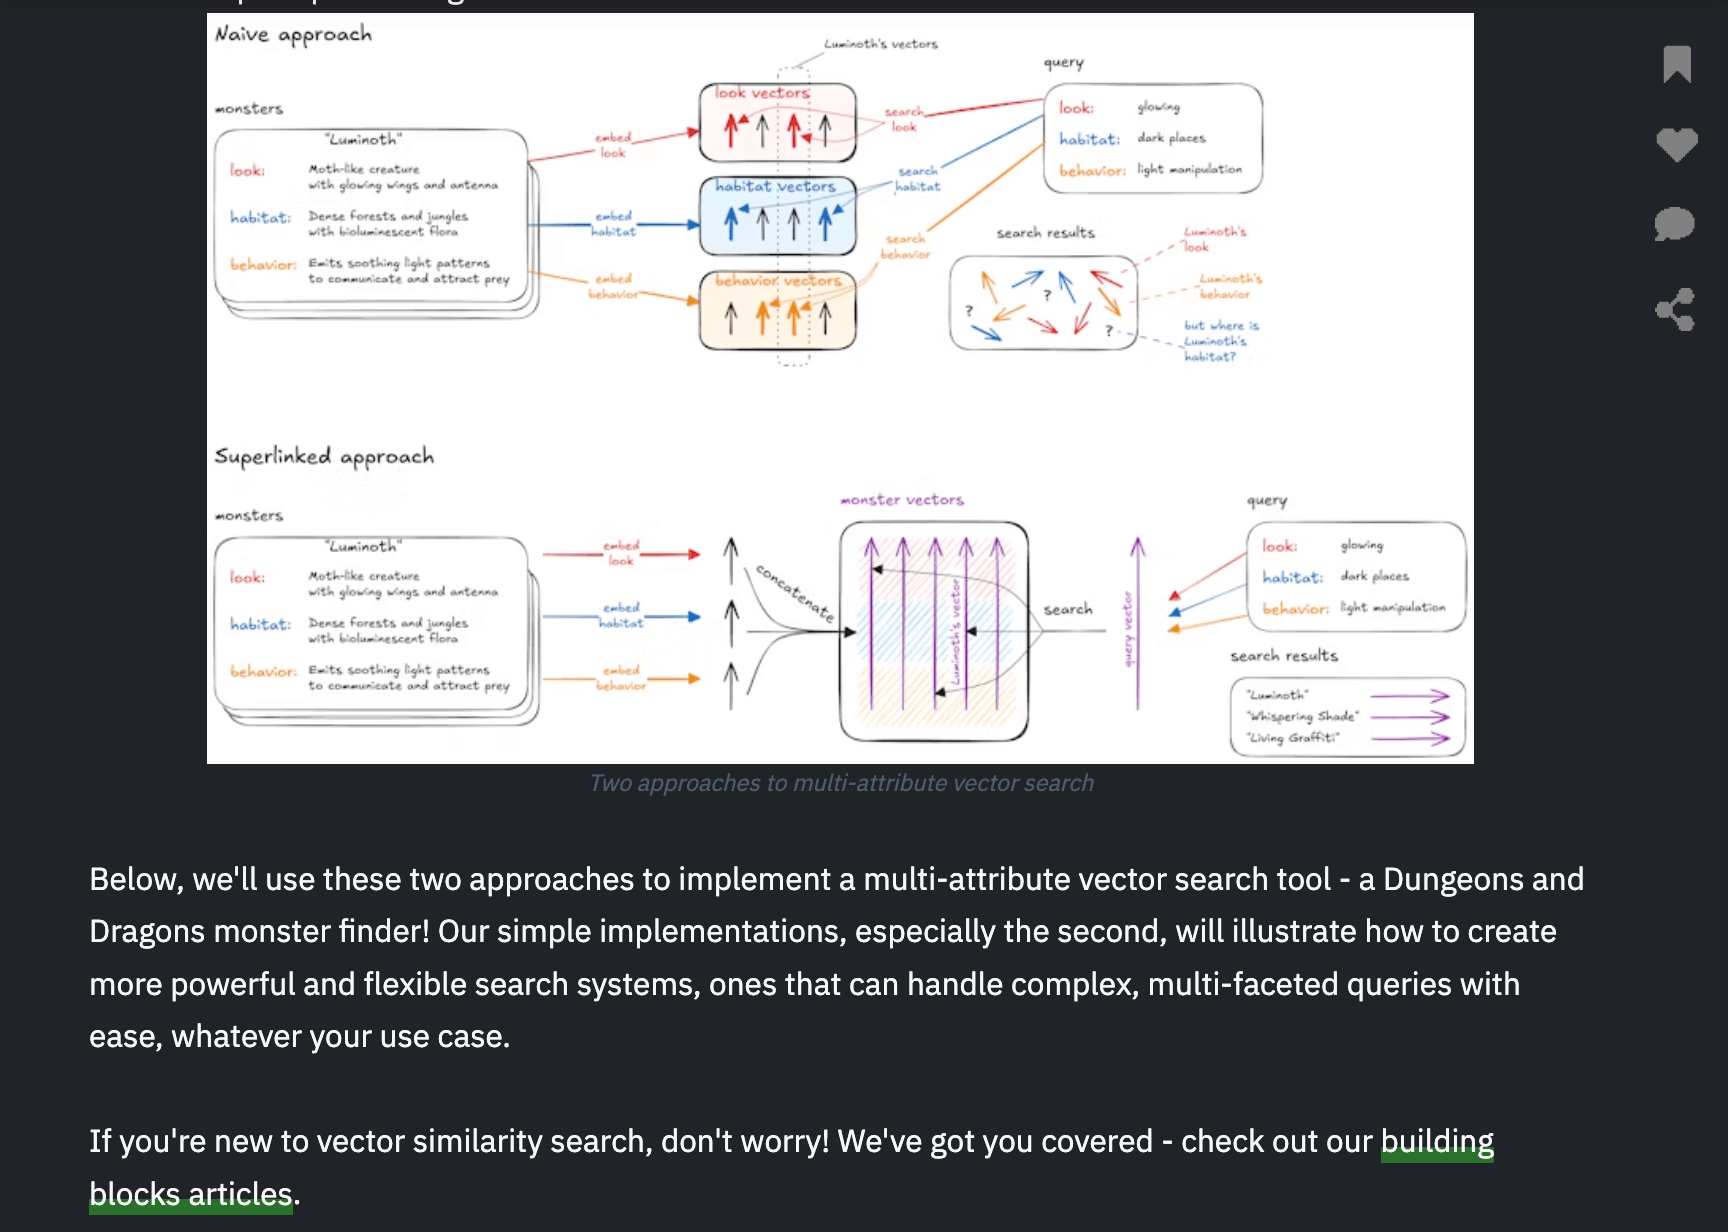 Naive approach
Luminoth's vectors
query
monsters
"Luminoth"
look: Moth-like creature
with glowing wings and antenna
habitat: Dense forests and jungles
with bioluminescent flora
behavior: Emits soothing light patterns
to communicate and attract prey
embed
look
embed
habitat
embed
behavior
look vectors
habitat vectors
behavior vectors
search
look
search
habitat
search
behavior
look: glowing
habitat: dark places
behavior: light manipulation
search results
?
?
?
Luminoth's
look
Luminoth's
behavior
but where is
Luminoth's
habitat?
Superlinked approach
monsters
"Luminoth"
look: Moth-like creature
with glowing wings and antenna
habitat: Dense forests and jungles
with bioluminescent flora
behavior: Emits soothing light patterns
to communicate and attract prey
embed
look
embed
habitat
embed
behavior
concatenate
monster vectors
Luminoth's vector
search
query vector
query
look: glowing
habitat: dark places
behavior: light manipulation
search results
"Luminoth"
"Whispering Shade"
"Living Graffiti"
Two approaches to multi-attribute vector search
Below, we'll use these two approaches to implement a multi-attribute vector search tool - a Dungeons and
Dragons monster finder! Our simple implementations, especially the second, will illustrate how to create
more powerful and flexible search systems, ones that can handle complex, multi-faceted queries with
ease, whatever your use case.
If you're new to vector similarity search, don't worry! We've got you covered - check out our building
blocks articles.